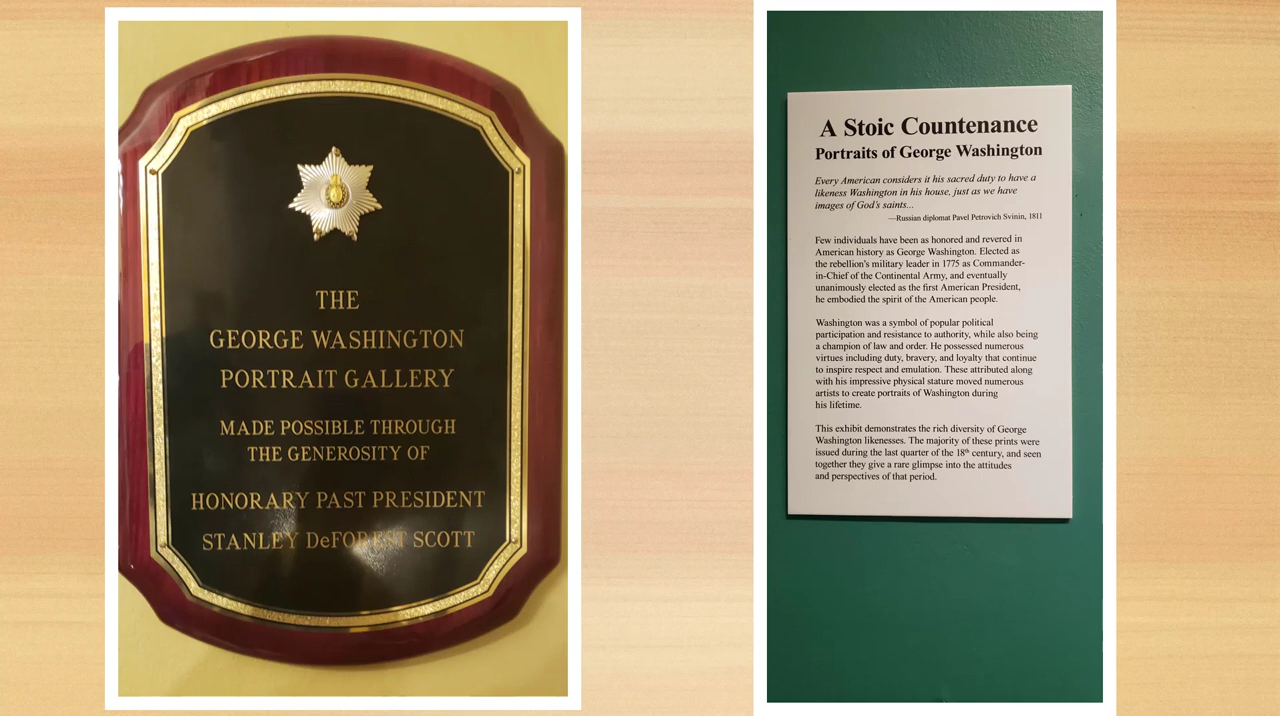 THE
GEORGE WASHINGTON
PORTRAIT GALLERY
MADE POSSIBLE THROUGH
THE GENEROSITY OF
HONORARY PAST PRESIDENT
STANLEY DeFOREST SCOTT
A Stoic Countenance
Portraits of George Washington
Every American considers it his sacred duty to have a
likeness Washington in his house, just as we have
images of God's saints...
—Russian diplomat Pavel Petrovich Svinin, 1811
Few individuals have been as honored and revered in
American history as George Washington. Elected as
the rebellion's military leader in 1775 as Commander-
in-Chief of the Continental Army, and eventually
unanimously elected as the first American President,
he embodied the spirit of the American people.
Washington was a symbol of popular political
participation and resistance to authority, while also being
a champion of law and order. He possessed numerous
virtues including duty, bravery, and loyalty that continue
to inspire respect and emulation. These attributed along
with his impressive physical stature moved numerous
artists to create portraits of Washington during
his lifetime.
This exhibit demonstrates the rich diversity of George
Washington likenesses. The majority of these prints were
issued during the last quarter of the 18th century, and seen
together they give a rare glimpse into the attitudes
and perspectives of that period.